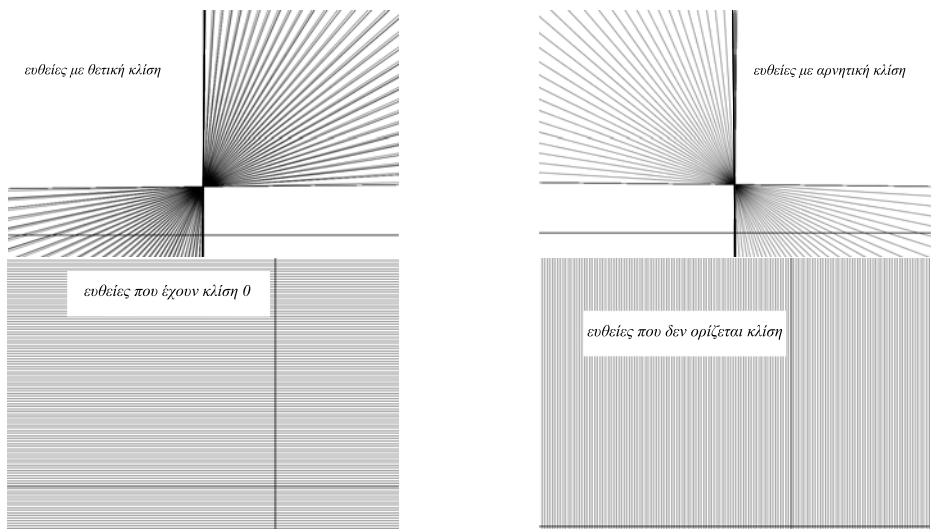 ευθείες με θετική κλίση
ευθείες με αρνητική κλίση
ευθείες που έχουν κλίση 0
ευθείες που δεν ορίζεται κλίση